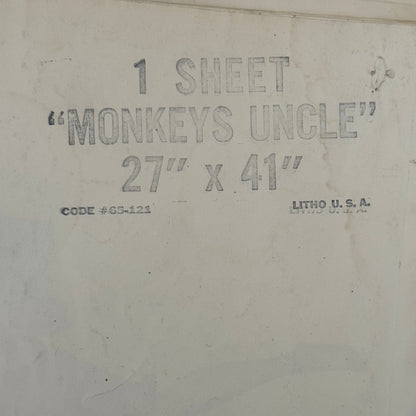 1 SHEET
“MONKEYS UNCLE”
27” x 41”
CODE #65-121 LITHO U. S. A.